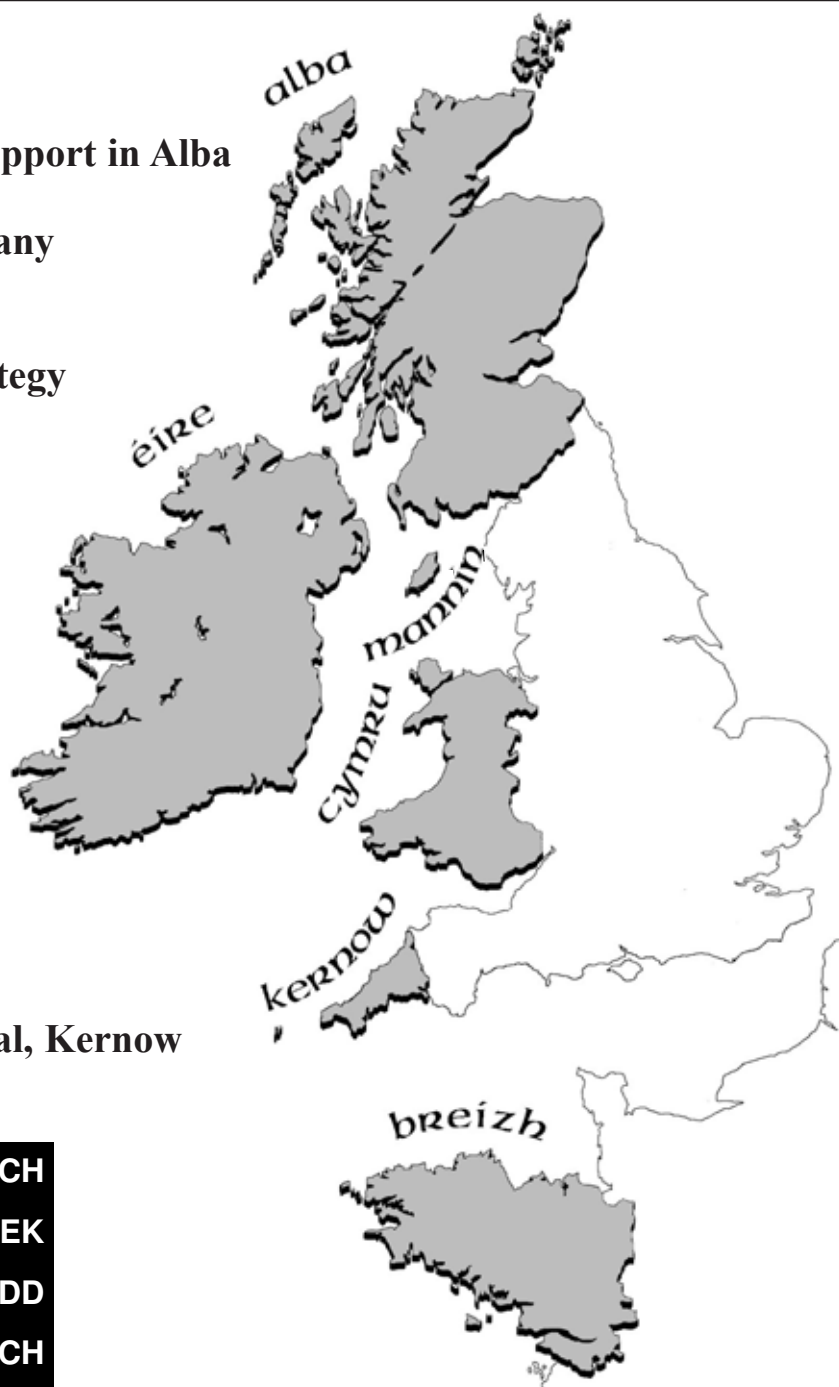 alba
pport in Alba
any
tegy
éire
mannin
cymru
kernow
al, Kernow
breizh
CH
EK
DD
CH